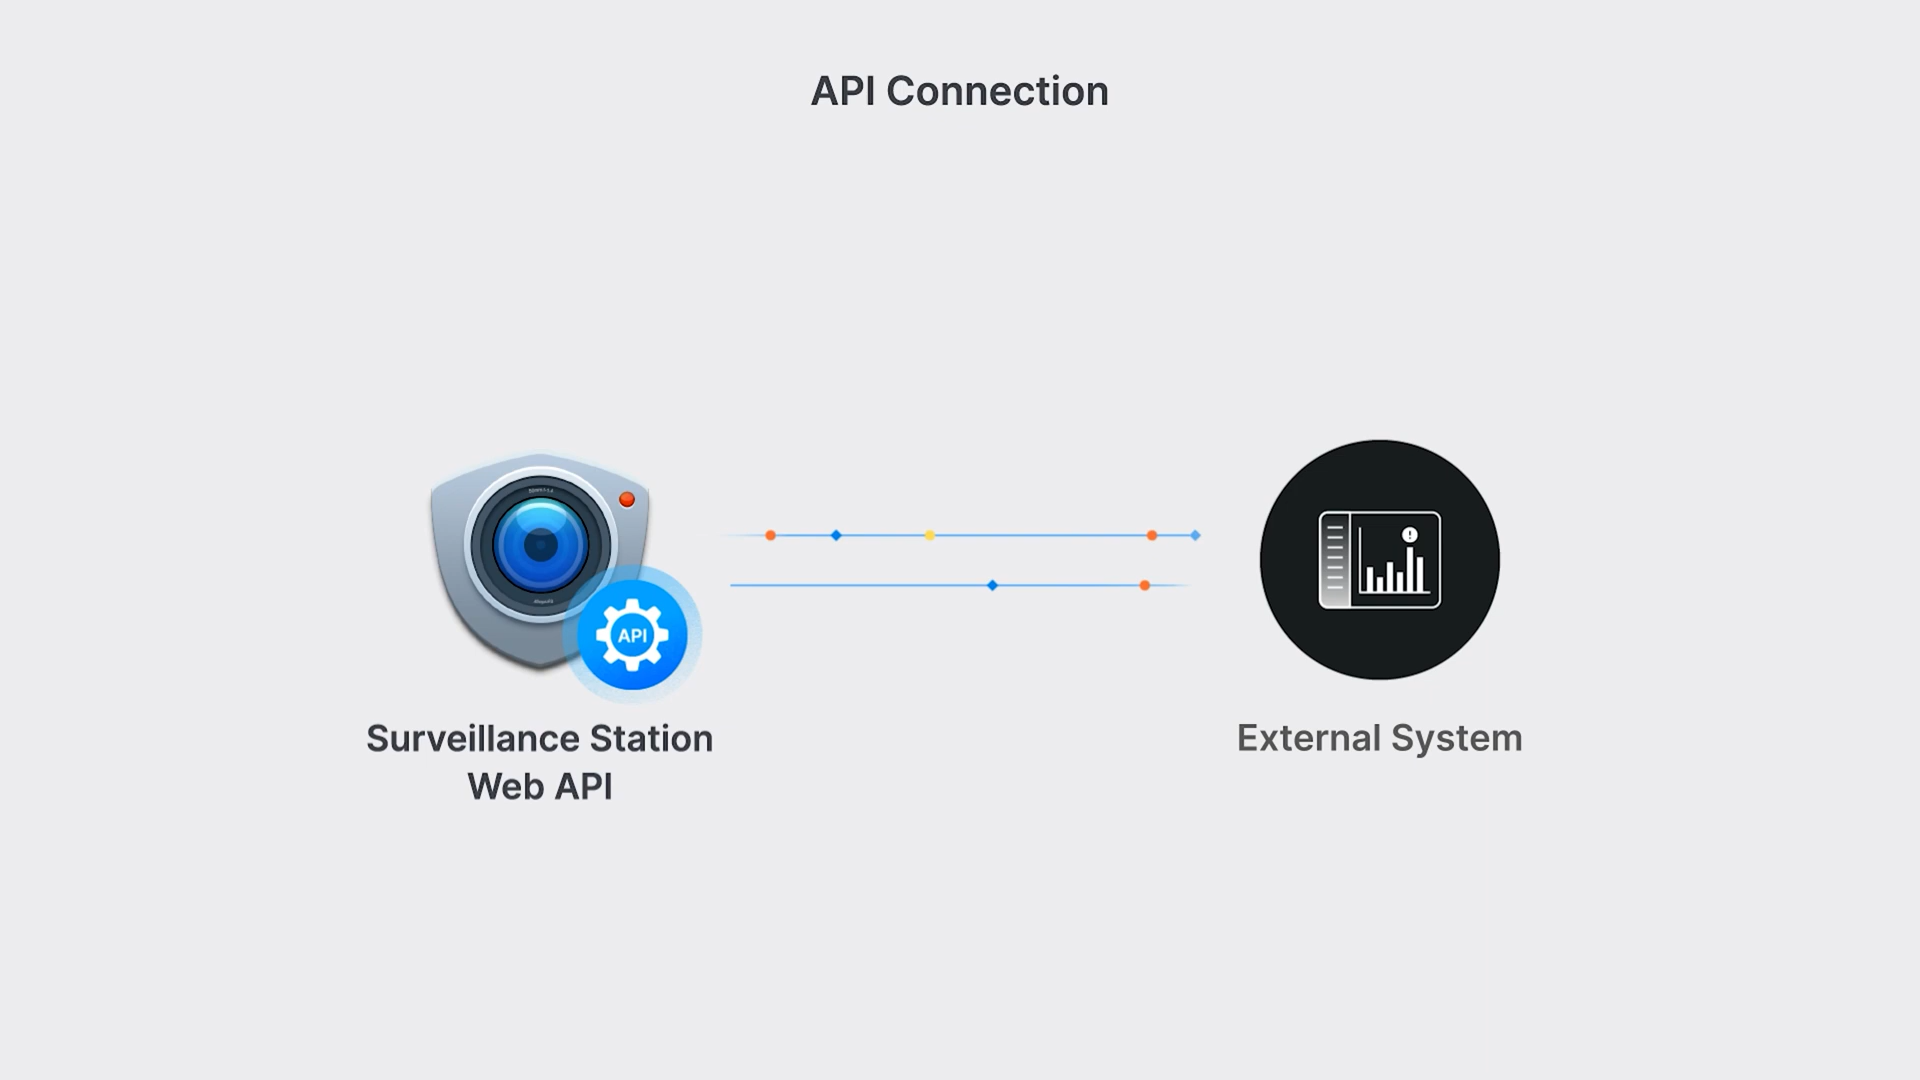 API Connection
API
Surveillance Station
Web API
External System